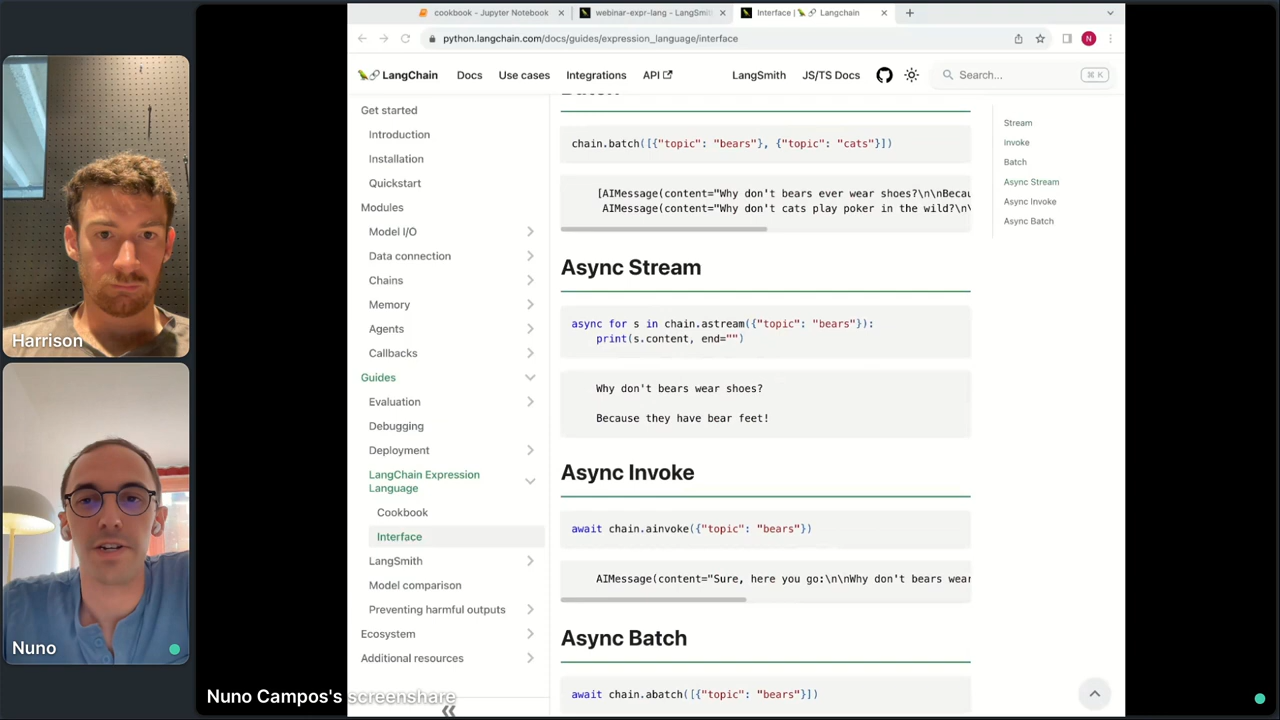 cookbook - Jupyter Notebook
webinar-expr-lang - LangSmith
Interface | 🦜️🔗 Langchain
python.langchain.com/docs/guides/expression_language/interface
N
🦜️🔗 LangChain
Docs
Use cases
Integrations
API
LangSmith
JS/TS Docs
Search...
⌘ K
Get started
Introduction
Installation
Quickstart
Modules
Model I/O
Data connection
Chains
Memory
Agents
Callbacks
Guides
Evaluation
Debugging
Deployment
LangChain Expression
Language
Cookbook
Interface
LangSmith
Model comparison
Preventing harmful outputs
Ecosystem
Additional resources
Batch
chain.batch([{"topic": "bears"}, {"topic": "cats"}])
[AIMessage(content="Why don't bears ever wear shoes?\n\nBecau
AIMessage(content="Why don't cats play poker in the wild?\n\
Async Stream
async for s in chain.astream({"topic": "bears"}):
print(s.content, end="")
Why don't bears wear shoes?
Because they have bear feet!
Async Invoke
await chain.ainvoke({"topic": "bears"})
AIMessage(content="Sure, here you go:\n\nWhy don't bears wear
Async Batch
await chain.abatch([{"topic": "bears"}])
Stream
Invoke
Batch
Async Stream
Async Invoke
Async Batch
Harrison
Nuno
Nuno Campos's screenshare